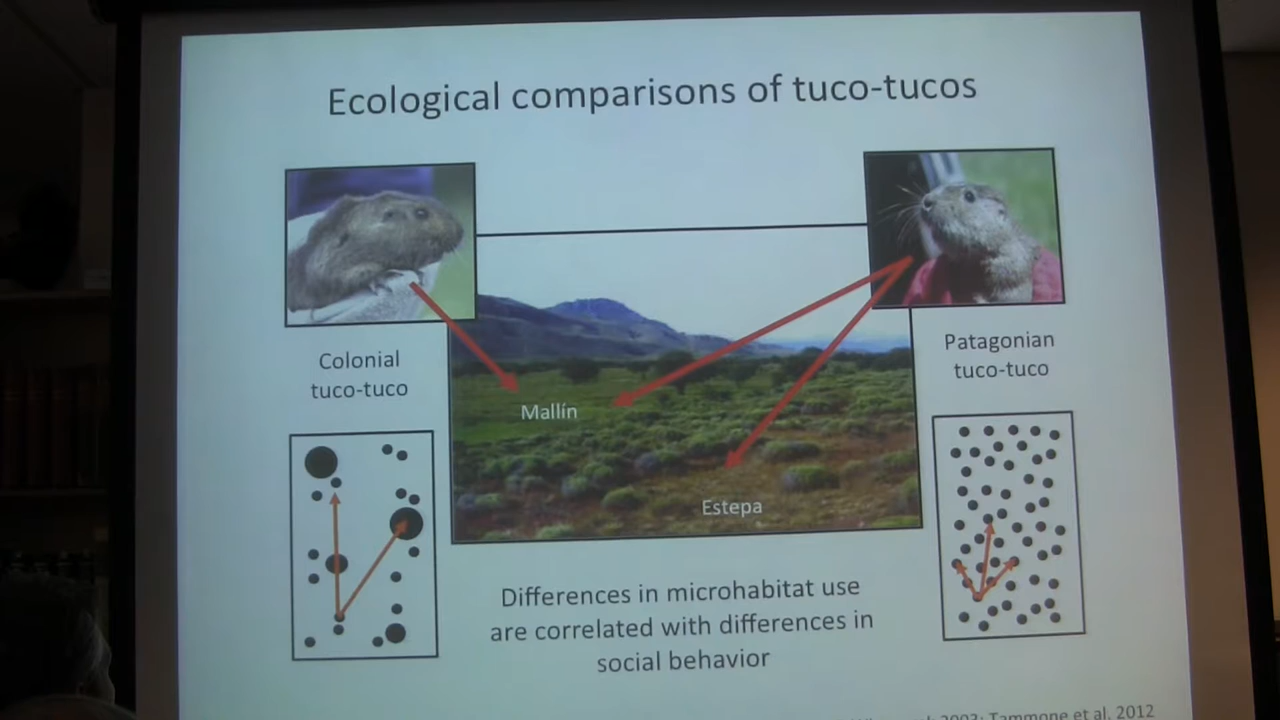 Ecological comparisons of tuco-tucos
Colonial
tuco-tuco
Patagonian
tuco-tuco
Mallín
Estepa
Differences in microhabitat use
are correlated with differences in
social behavior
2003; Tammone et al. 2012